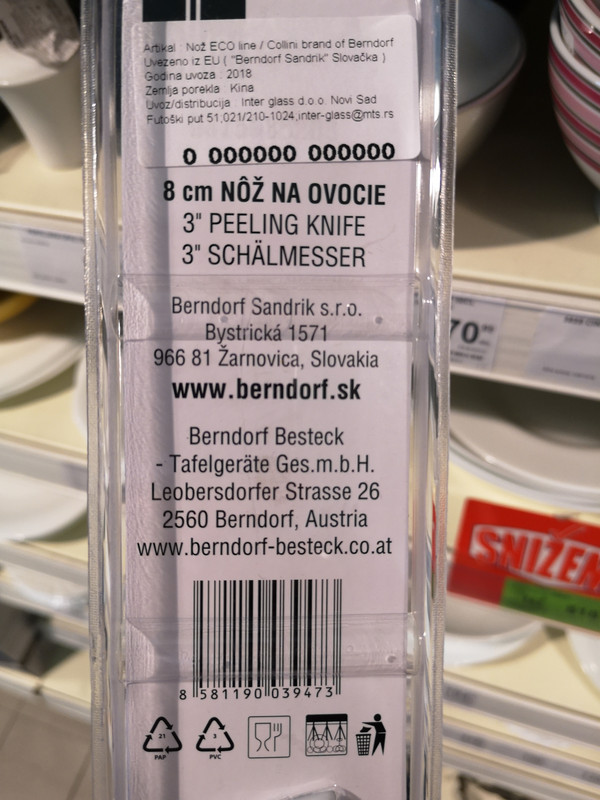 Artikal : Nož ECO line / Collini brand of Berndorf
Uvezeno iz EU ( "Berndorf Sandrik" Slovačka )
Godina uvoza : 2018
Zemlja porekla Kina
Uvoz/distribucija Inter glass d.o.o. Novi Sad
Futoški put 51,021/210-1024,inter-glass@mts.rs
0 000000 000000
8 cm NÔŽ NA OVOCIE
3" PEELING KNIFE
3" SCHÄLMESSER
Berndorf Sandrik s.r.o.
Bystrická 1571
966 81 Žarnovica, Slovakia
www.berndorf.sk
Berndorf Besteck
- Tafelgeräte Ges.m.b.H.
Leobersdorfer Strasse 26
2560 Berndorf, Austria
www.berndorf-besteck.co.at
8 581190 039473
21 3
PAP PVC
70
SNIŽEN